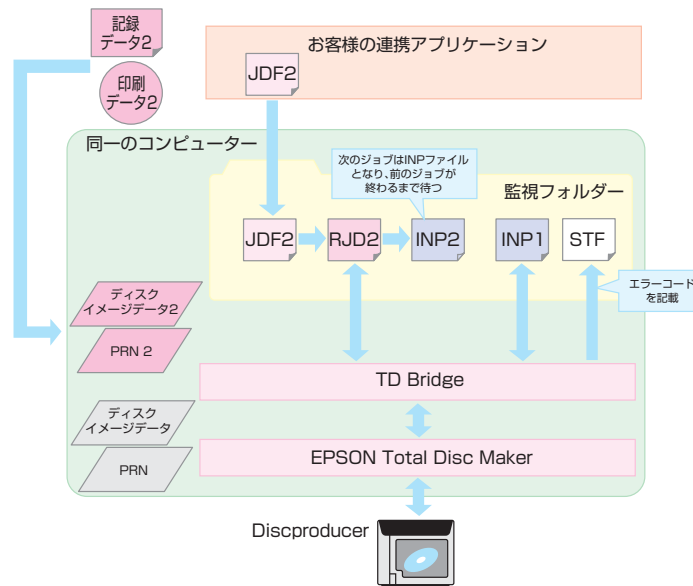 記録
データ2
印刷
データ2
お客様の連携アプリケーション
JDF2
同一のコンピューター
次のジョブはINPファイル
となり、前のジョブが
終わるまで待つ
監視フォルダー
JDF2
RJD2
INP2
INP1
STF
エラーコード
を記載
ディスク
イメージデータ2
PRN 2
TD Bridge
ディスク
イメージデータ
PRN
EPSON Total Disc Maker
Discproducer